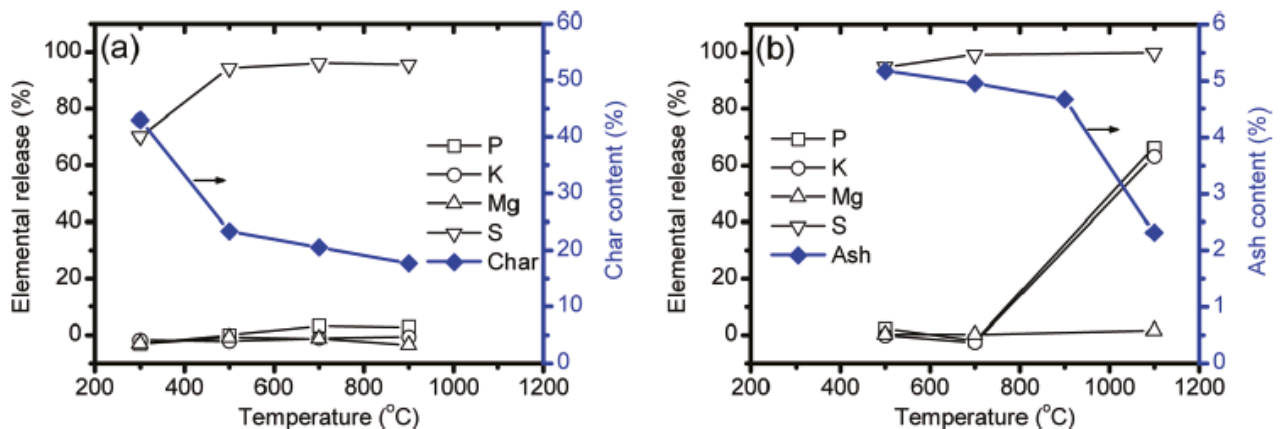 (a)
Elemental release (%)
100
80
60
40
20
0
P
K
Mg
S
Char
60
50
40
30
20
10
0
Char content (%)
200 400 600 800 1000 1200
Temperature (°C)
(b)
Elemental release (%)
100
80
60
40
20
0
P
K
Mg
S
Ash
6
5
4
3
2
1
0
Ash content (%)
200 400 600 800 1000 1200
Temperature (°C)